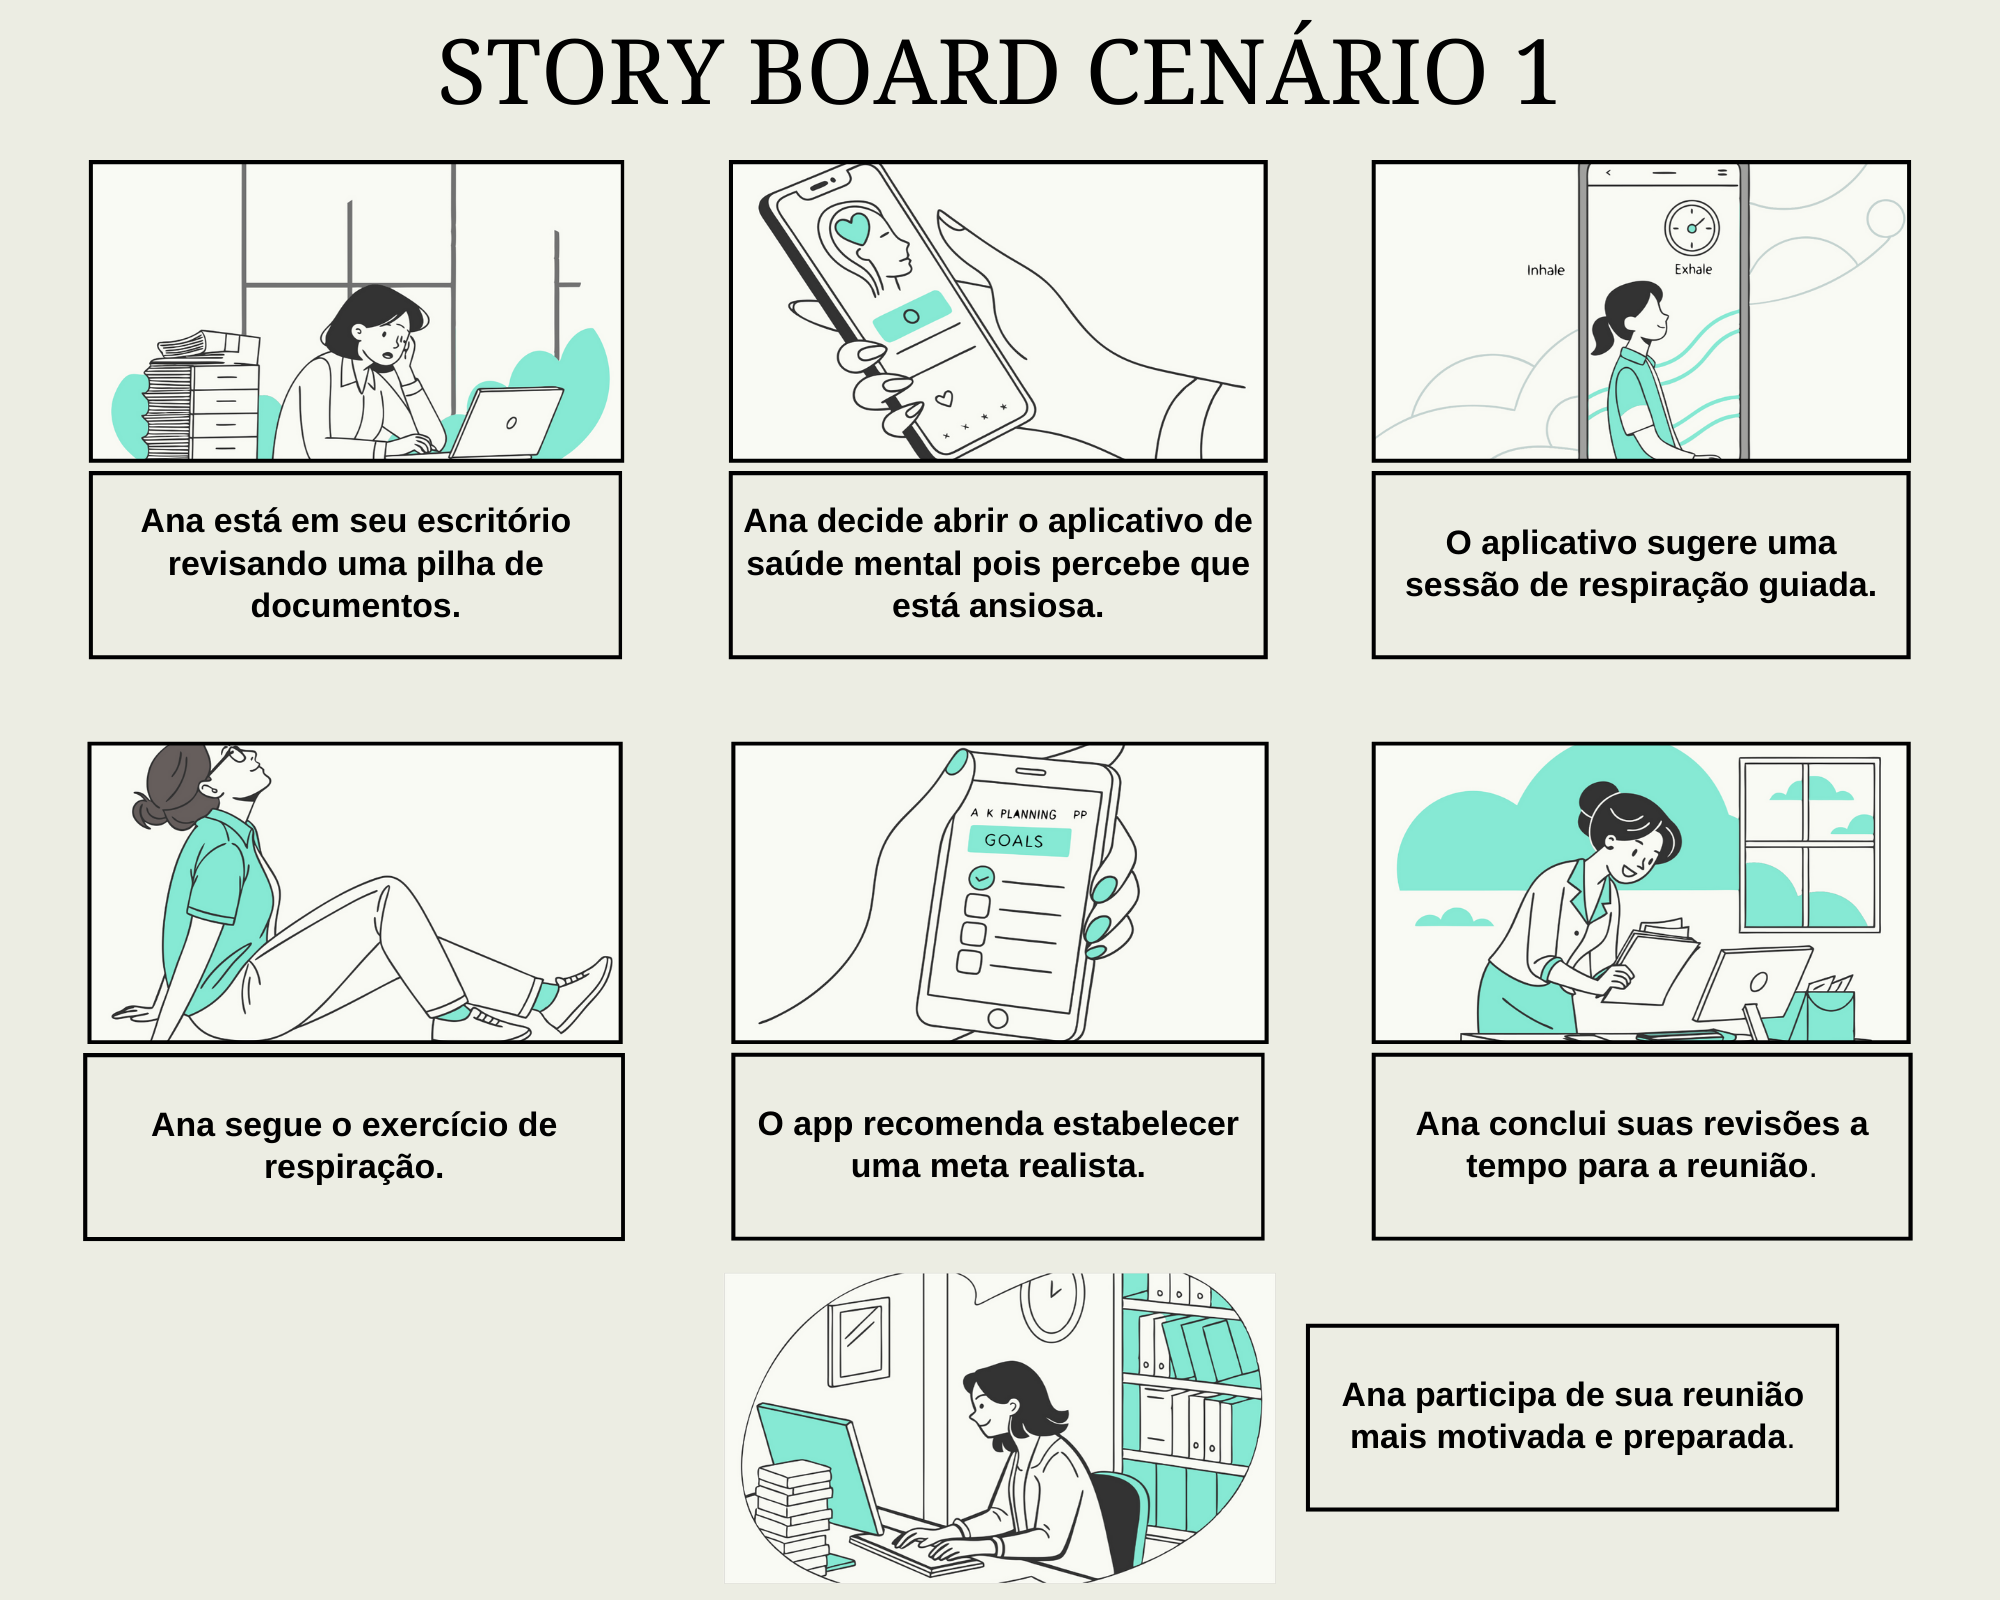 STORY BOARD CENÁRIO 1
Inhale
Exhale
Ana está em seu escritório
revisando uma pilha de
documentos.
Ana decide abrir o aplicativo de
saúde mental pois percebe que
está ansiosa.
O aplicativo sugere uma
sessão de respiração guiada.
A K PLANNING PP
GOALS
Ana segue o exercício de
respiração.
O app recomenda estabelecer
uma meta realista.
Ana conclui suas revisões a
tempo para a reunião.
Ana participa de sua reunião
mais motivada e preparada.